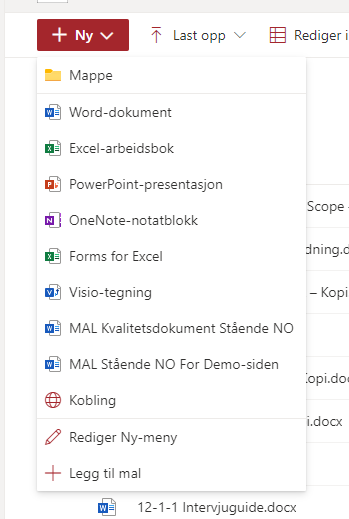 Ny
Last opp
Rediger i
Mappe
Word-dokument
Excel-arbeidsbok
PowerPoint-presentasjon
OneNote-notatblokk
Scope -
Forms for Excel
dning.d
Visio-tegning
– Kopi
MAL Kvalitetsdokument Stående NO
MAL Stående NO For Demo-siden
Kopi.doc
Kobling
i.docx
Rediger Ny-meny
Legg til mal
12-1-1 Intervjuguide.docx